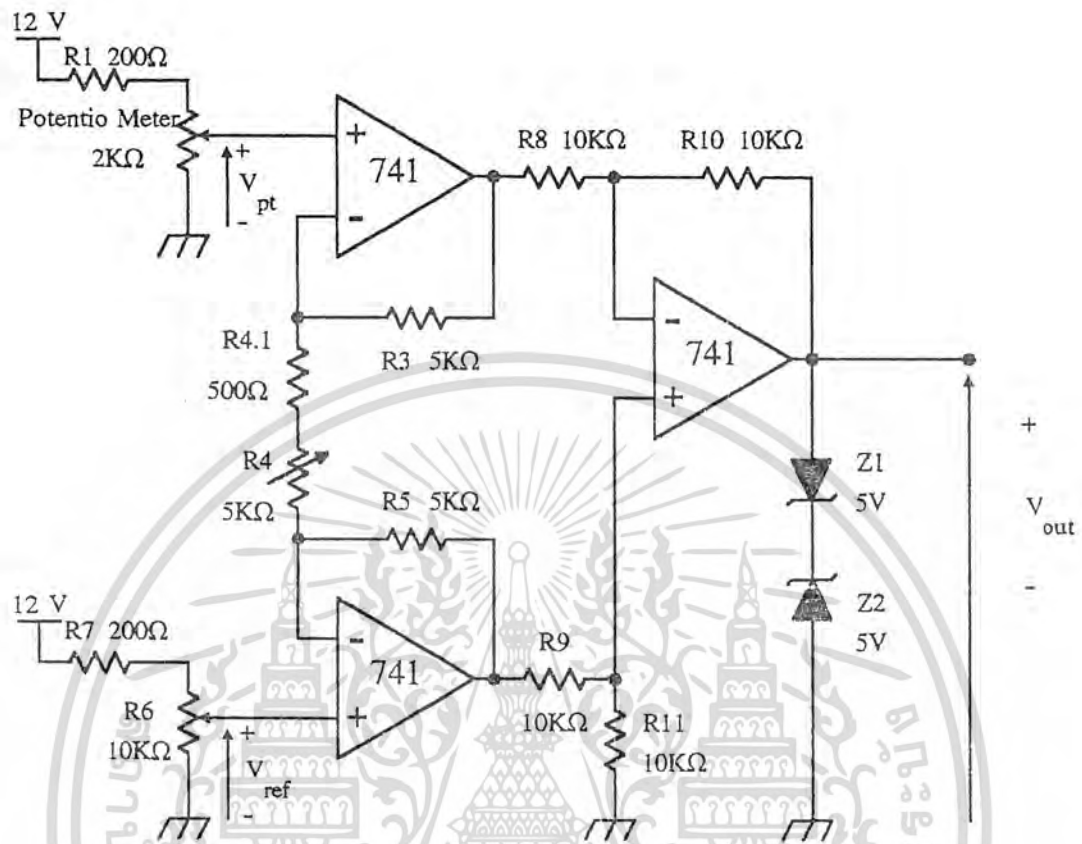 12 V
R1 200Ω
Potentio Meter
2KΩ
+
V pt
-
+
741
-
R8 10KΩ
R10 10KΩ
R4.1
500Ω
R3 5KΩ
-
741
+
R4
5KΩ
R5 5KΩ
Z1
5V
+
V out
-
Z2
5V
12 V
R7 200Ω
R6
10KΩ
+
V ref
-
-
741
+
R9
10KΩ
R11
10KΩ